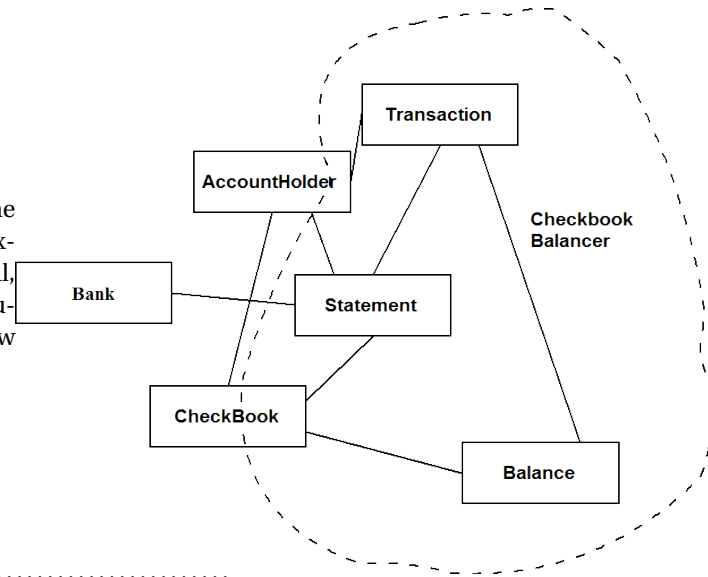 Transaction
AccountHolder
Checkbook
Balancer
Bank
Statement
CheckBook
Balance